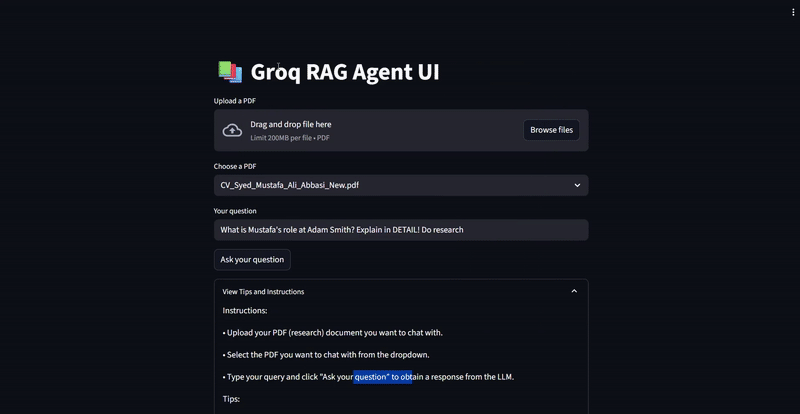 Groq RAG Agent UI
Upload a PDF
Drag and drop file here
Limit 200MB per file • PDF
Browse files
Choose a PDF
CV_Syed_Mustafa_Ali_Abbasi_New.pdf
Your question
What is Mustafa's role at Adam Smith? Explain in DETAIL! Do research
Ask your question
View Tips and Instructions
Instructions:
• Upload your PDF (research) document you want to chat with.
• Select the PDF you want to chat with from the dropdown.
• Type your query and click "Ask your question" to obtain a response from the LLM.
Tips: